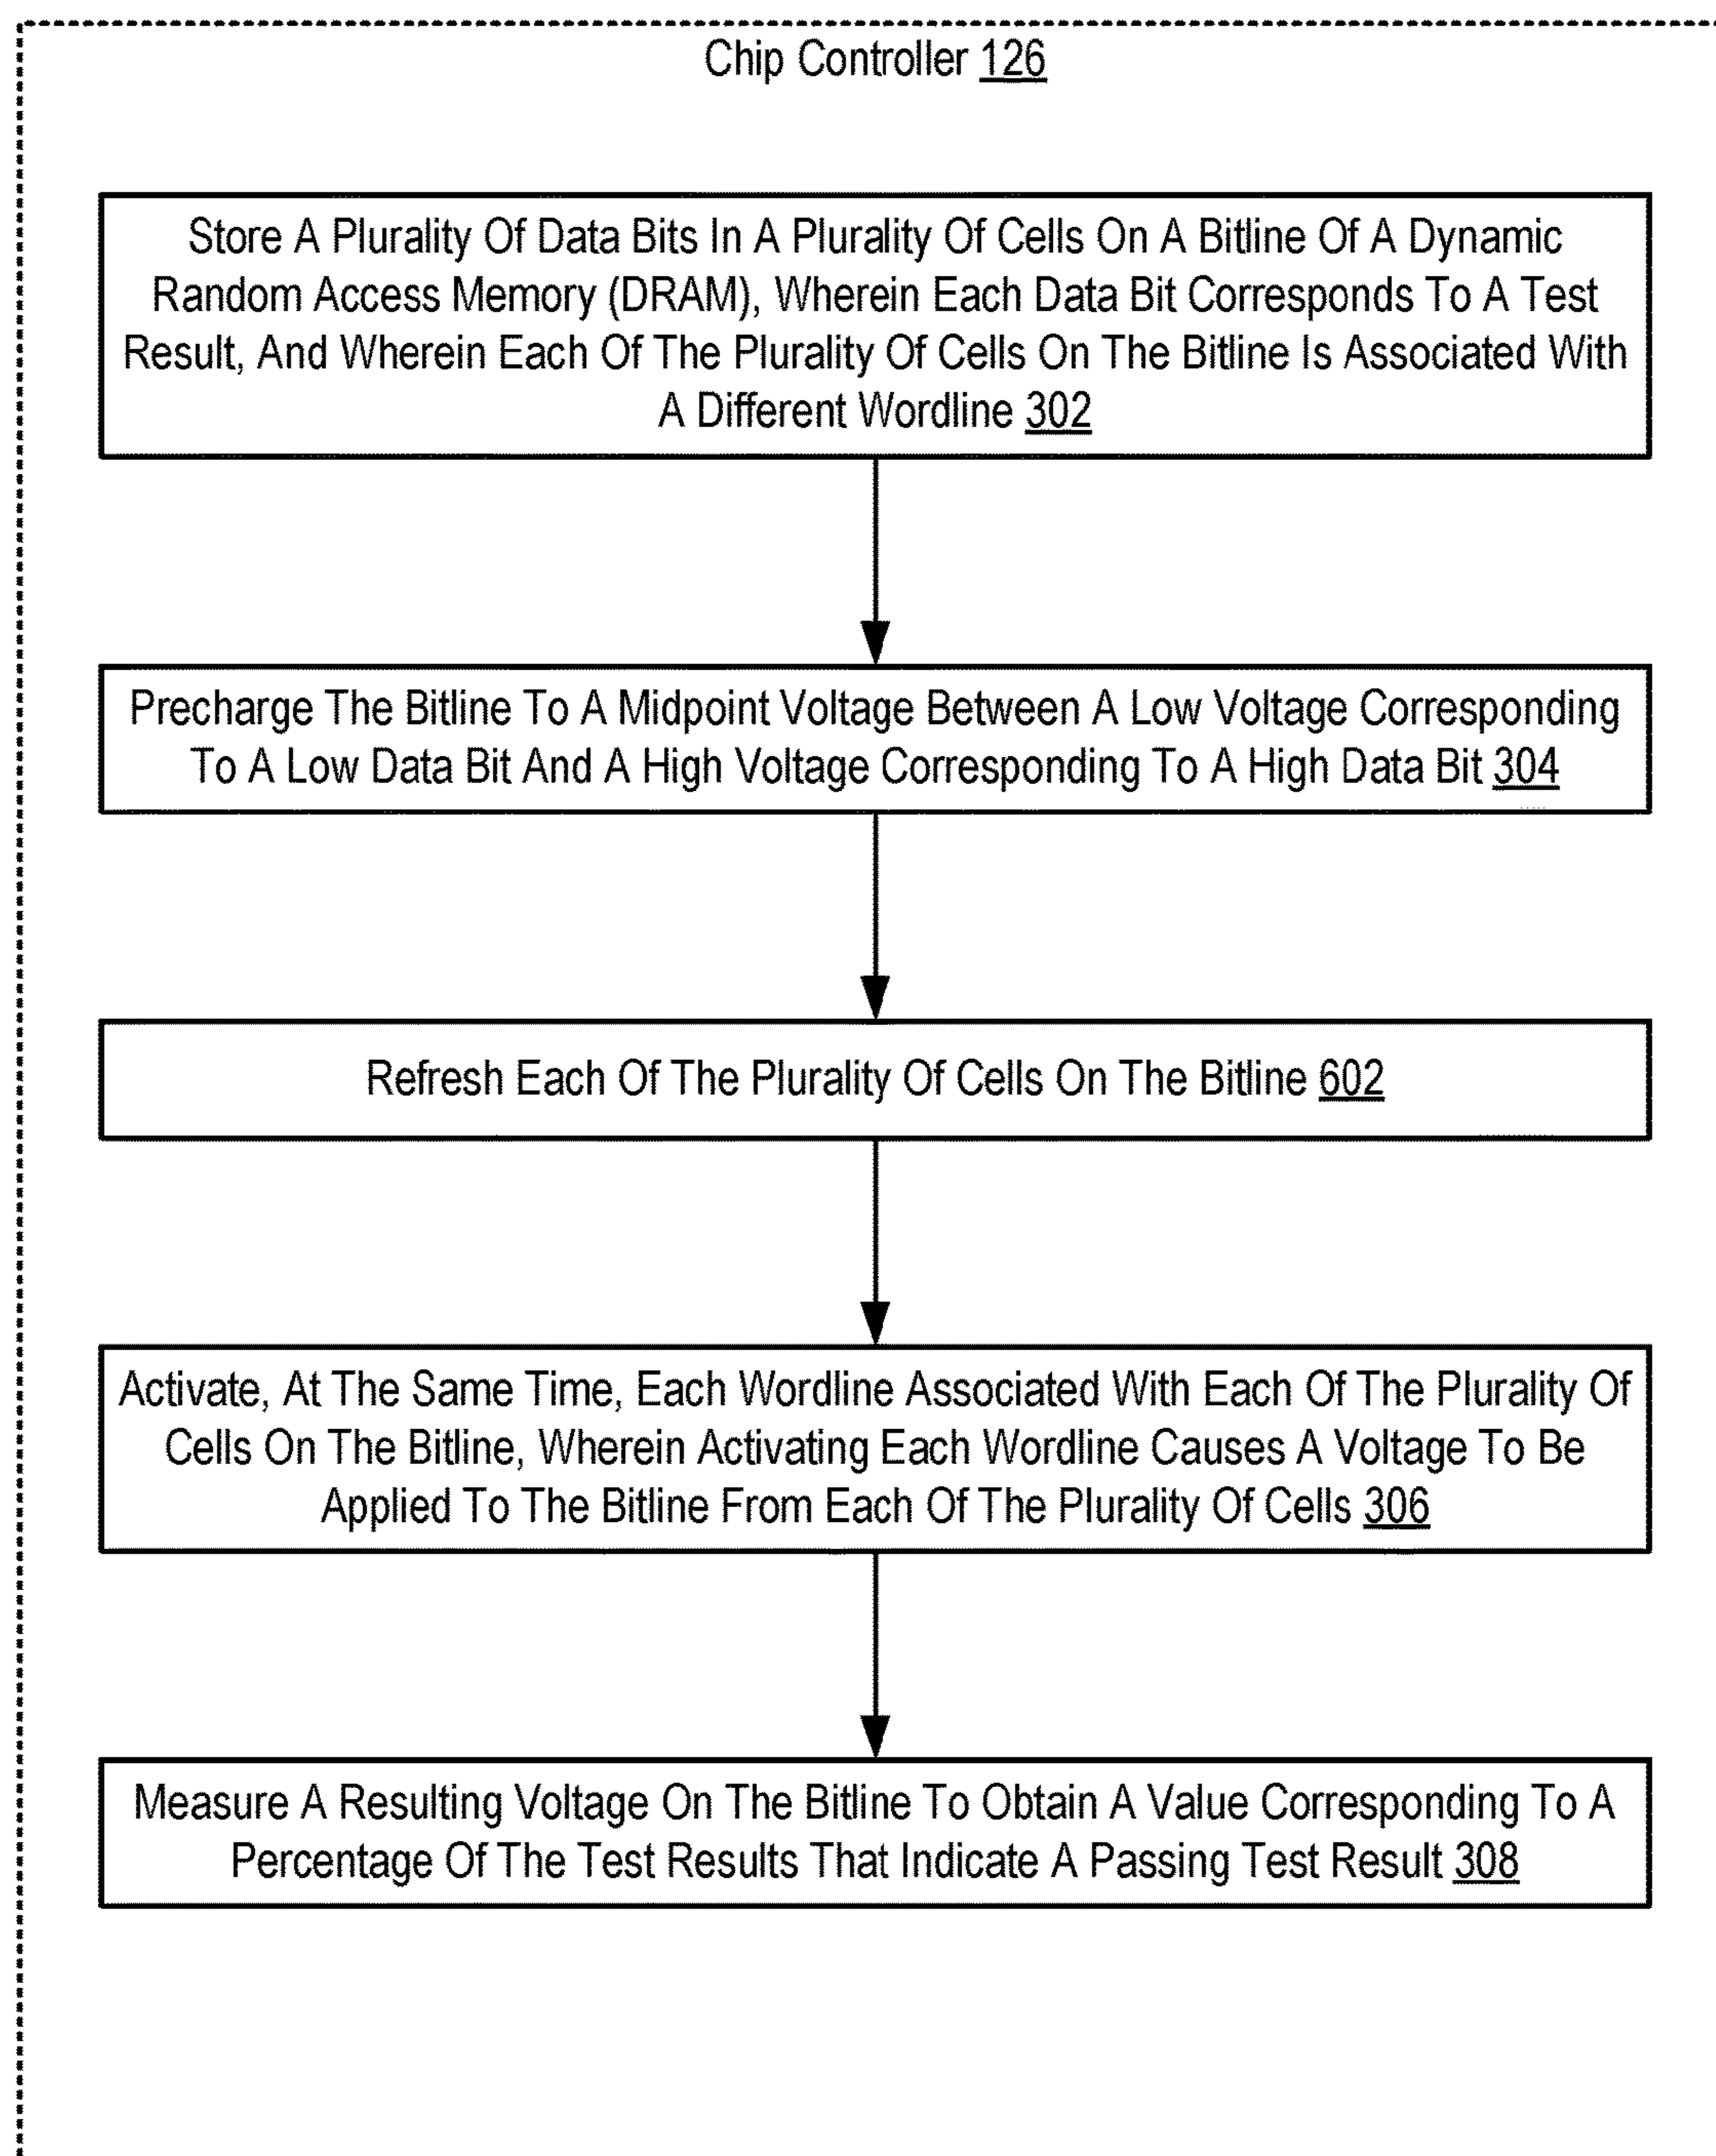 Chip Controller 126
Store A Plurality Of Data Bits In A Plurality Of Cells On A Bitline Of A Dynamic
Random Access Memory (DRAM), Wherein Each Data Bit Corresponds To A Test
Result, And Wherein Each Of The Plurality Of Cells On The Bitline Is Associated With
A Different Wordline 302
Precharge The Bitline To A Midpoint Voltage Between A Low Voltage Corresponding
To A Low Data Bit And A High Voltage Corresponding To A High Data Bit 304
Refresh Each Of The Plurality Of Cells On The Bitline 602
Activate, At The Same Time, Each Wordline Associated With Each Of The Plurality Of
Cells On The Bitline, Wherein Activating Each Wordline Causes A Voltage To Be
Applied To The Bitline From Each Of The Plurality Of Cells 306
Measure A Resulting Voltage On The Bitline To Obtain A Value Corresponding To A
Percentage Of The Test Results That Indicate A Passing Test Result 308